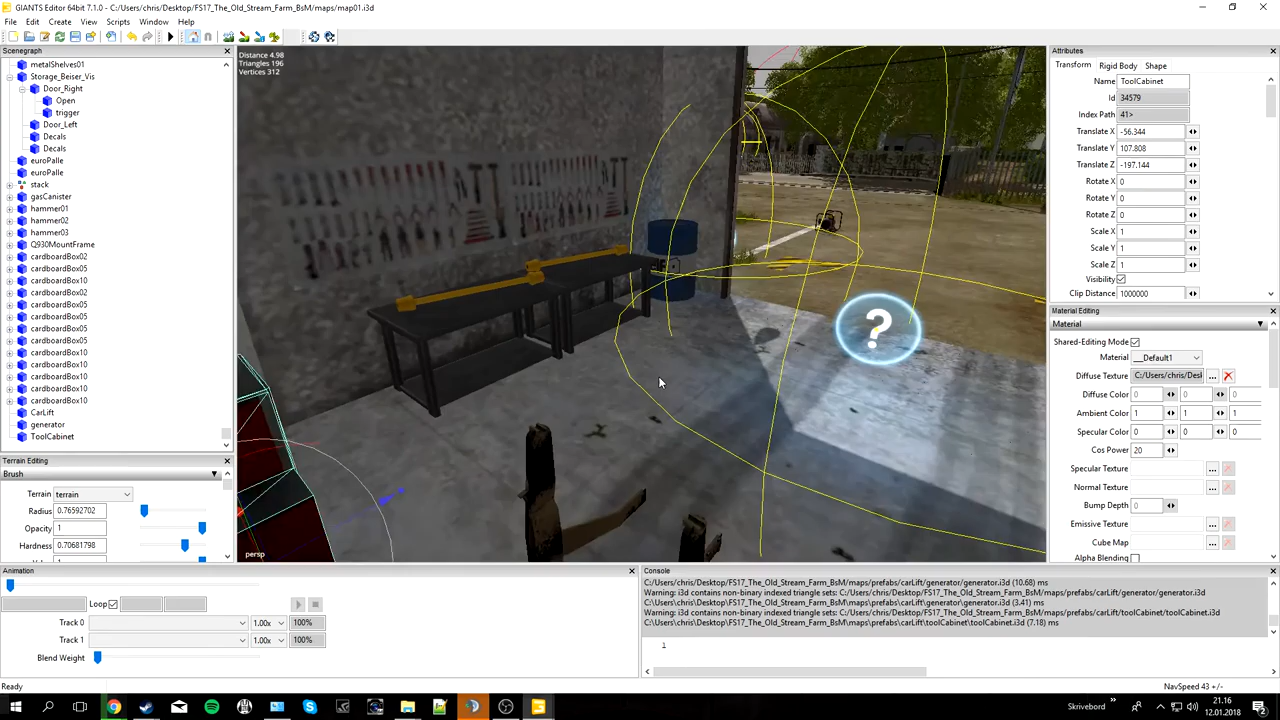 GIANTS Editor 64bit - C:/Users/chris/Desktop/FS17_The_Old_Stream_Farm_BsM/maps/map01.i3d
File Edit Create View Scripts Window Help
Scenegraph
metalShelves01
Storage_Beiser_Vis
Door_Right
Open
trigger
Door_Left
Decals
Decals
euroPalle
euroPalle
stack
gasCanister
hammer01
hammer02
hammer03
Q930MountFrame
cardboardBox02
cardboardBox05
cardboardBox10
cardboardBox02
cardboardBox05
cardboardBox05
cardboardBox05
cardboardBox05
cardboardBox10
cardboardBox10
cardboardBox10
cardboardBox10
cardboardBox10
CarLift
generator
ToolCabinet
Terrain Editing
Brush
Terrain terrain
Radius 0.76592702
Opacity 1
Hardness 0.70681798
Distance 4.98
Triangles 196
Vertices 312
?
persp
Attributes
Transform Rigid Body Shape
Name ToolCabinet
Id 34579
Index Path 41>
Translate X -56.344
Translate Y 107.808
Translate Z -197.144
Rotate X 0
Rotate Y 0
Rotate Z 0
Scale X 1
Scale Y 1
Scale Z 1
Visibility
Clip Distance 1000000
Material Editing
Material
Shared-Editing Mode
Material __Default1
Diffuse Texture C:/Users/chris/Desl ...
Diffuse Color 0 0 0
Ambient Color 1 1 1
Specular Color 0 0 0
Cos Power 20
Specular Texture ...
Normal Texture ...
Bump Depth 0
Emissive Texture ...
Cube Map ...
Alpha Blending
Animation
Loop
Track 0 1.00x 100%
Track 1 1.00x 100%
Blend Weight
Console
C:/Users/chris/Desktop/FS17_The_Old_Stream_Farm_BsM/maps/prefabs/carLift/generator/generator.i3d (10.68) ms
Warning: i3d contains non-binary indexed triangle sets: C:/Users/chris/Desktop/FS17_The_Old_Stream_Farm_BsM/maps/prefabs/carLift/generator/generator.i3d
C:\Users\chris\Desktop\FS17_The_Old_Stream_Farm_BsM\maps\prefabs\carLift\generator\generator.i3d (3.41) ms
Warning: i3d contains non-binary indexed triangle sets: C:/Users/chris/Desktop/FS17_The_Old_Stream_Farm_BsM/maps/prefabs/carLift/toolCabinet/toolCabinet.i3d
C:\Users\chris\Desktop\FS17_The_Old_Stream_Farm_BsM\maps\prefabs\carLift\toolCabinet\toolCabinet.i3d (7.18) ms
1
Ready
NavSpeed 43 +/-
Skrivebord
21.16
12.01.2018
2